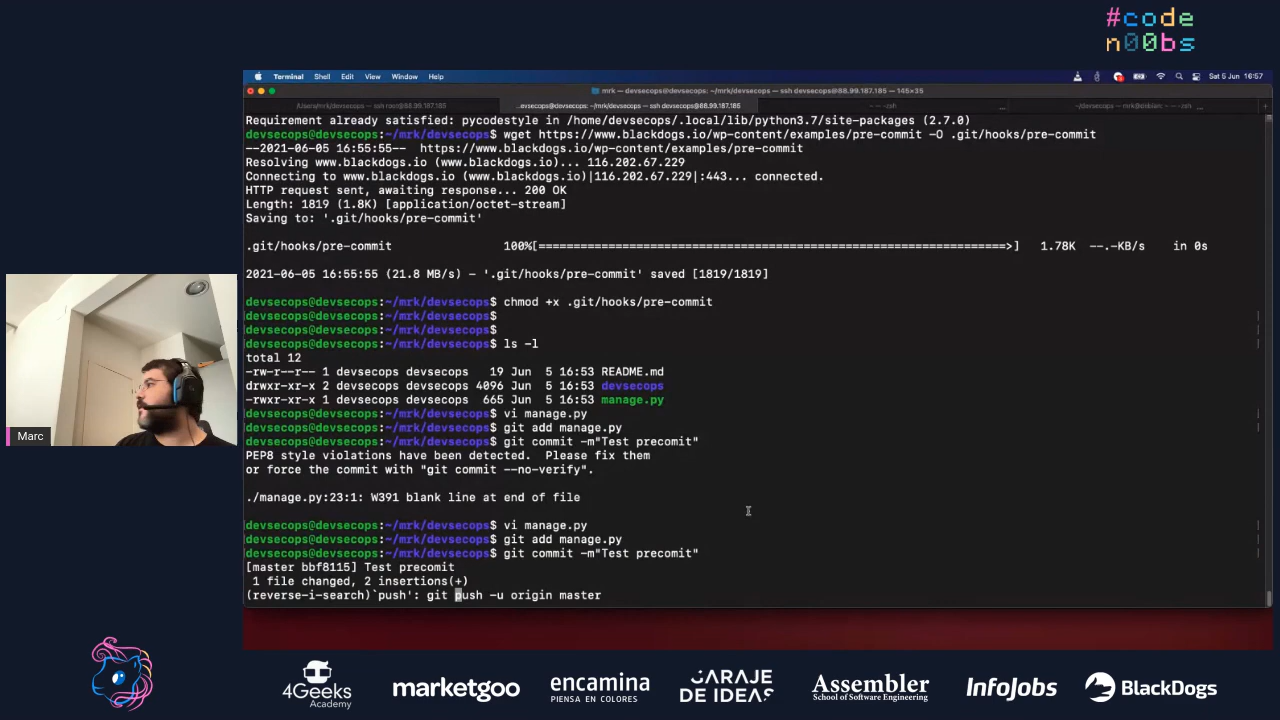 #code
n00bs
Terminal Shell Edit View Window Help
Sat 5 Jun 16:57
mrk — devsecops@devsecops: ~/mrk/devsecops — ssh devsecops@88.99.187.185 — 145×35
/Users/mrk/devsecops — ssh root@88.99.187.185
...evsecops@devsecops: ~/mrk/devsecops — ssh devsecops@88.99.187.185
~ — -zsh
...
~/devsecops — mrk@debian: ~ — -zsh
...
Requirement already satisfied: pycodestyle in /home/devsecops/.local/lib/python3.7/site-packages (2.7.0)
devsecops@devsecops:~/mrk/devsecops$ wget https://www.blackdogs.io/wp-content/examples/pre-commit -O .git/hooks/pre-commit
--2021-06-05 16:55:55--  https://www.blackdogs.io/wp-content/examples/pre-commit
Resolving www.blackdogs.io (www.blackdogs.io)... 116.202.67.229
Connecting to www.blackdogs.io (www.blackdogs.io)|116.202.67.229|:443... connected.
HTTP request sent, awaiting response... 200 OK
Length: 1819 (1.8K) [application/octet-stream]
Saving to: '.git/hooks/pre-commit'
.git/hooks/pre-commit 100%[===================================================================>] 1.78K --.-KB/s in 0s
2021-06-05 16:55:55 (21.8 MB/s) - '.git/hooks/pre-commit' saved [1819/1819]
devsecops@devsecops:~/mrk/devsecops$ chmod +x .git/hooks/pre-commit
devsecops@devsecops:~/mrk/devsecops$
devsecops@devsecops:~/mrk/devsecops$
devsecops@devsecops:~/mrk/devsecops$ ls -l
total 12
-rw-r--r-- 1 devsecops devsecops   19 Jun  5 16:53 README.md
drwxr-xr-x 2 devsecops devsecops 4096 Jun  5 16:53 devsecops
-rwxr-xr-x 1 devsecops devsecops  665 Jun  5 16:53 manage.py
devsecops@devsecops:~/mrk/devsecops$ vi manage.py
devsecops@devsecops:~/mrk/devsecops$ git add manage.py
devsecops@devsecops:~/mrk/devsecops$ git commit -m"Test precomit"
PEP8 style violations have been detected.  Please fix them
or force the commit with "git commit --no-verify".
./manage.py:23:1: W391 blank line at end of file
devsecops@devsecops:~/mrk/devsecops$ vi manage.py
devsecops@devsecops:~/mrk/devsecops$ git add manage.py
devsecops@devsecops:~/mrk/devsecops$ git commit -m"Test precomit"
[master bbf8115] Test precomit
1 file changed, 2 insertions(+)
(reverse-i-search)`push': git push -u origin master
Marc
4Geeks
Academy
marketgoo
encamina
PIENSA EN COLORES
GARAJE
DE IDEAS
Assembler
School of Software Engineering
InfoJobs
BlackDogs